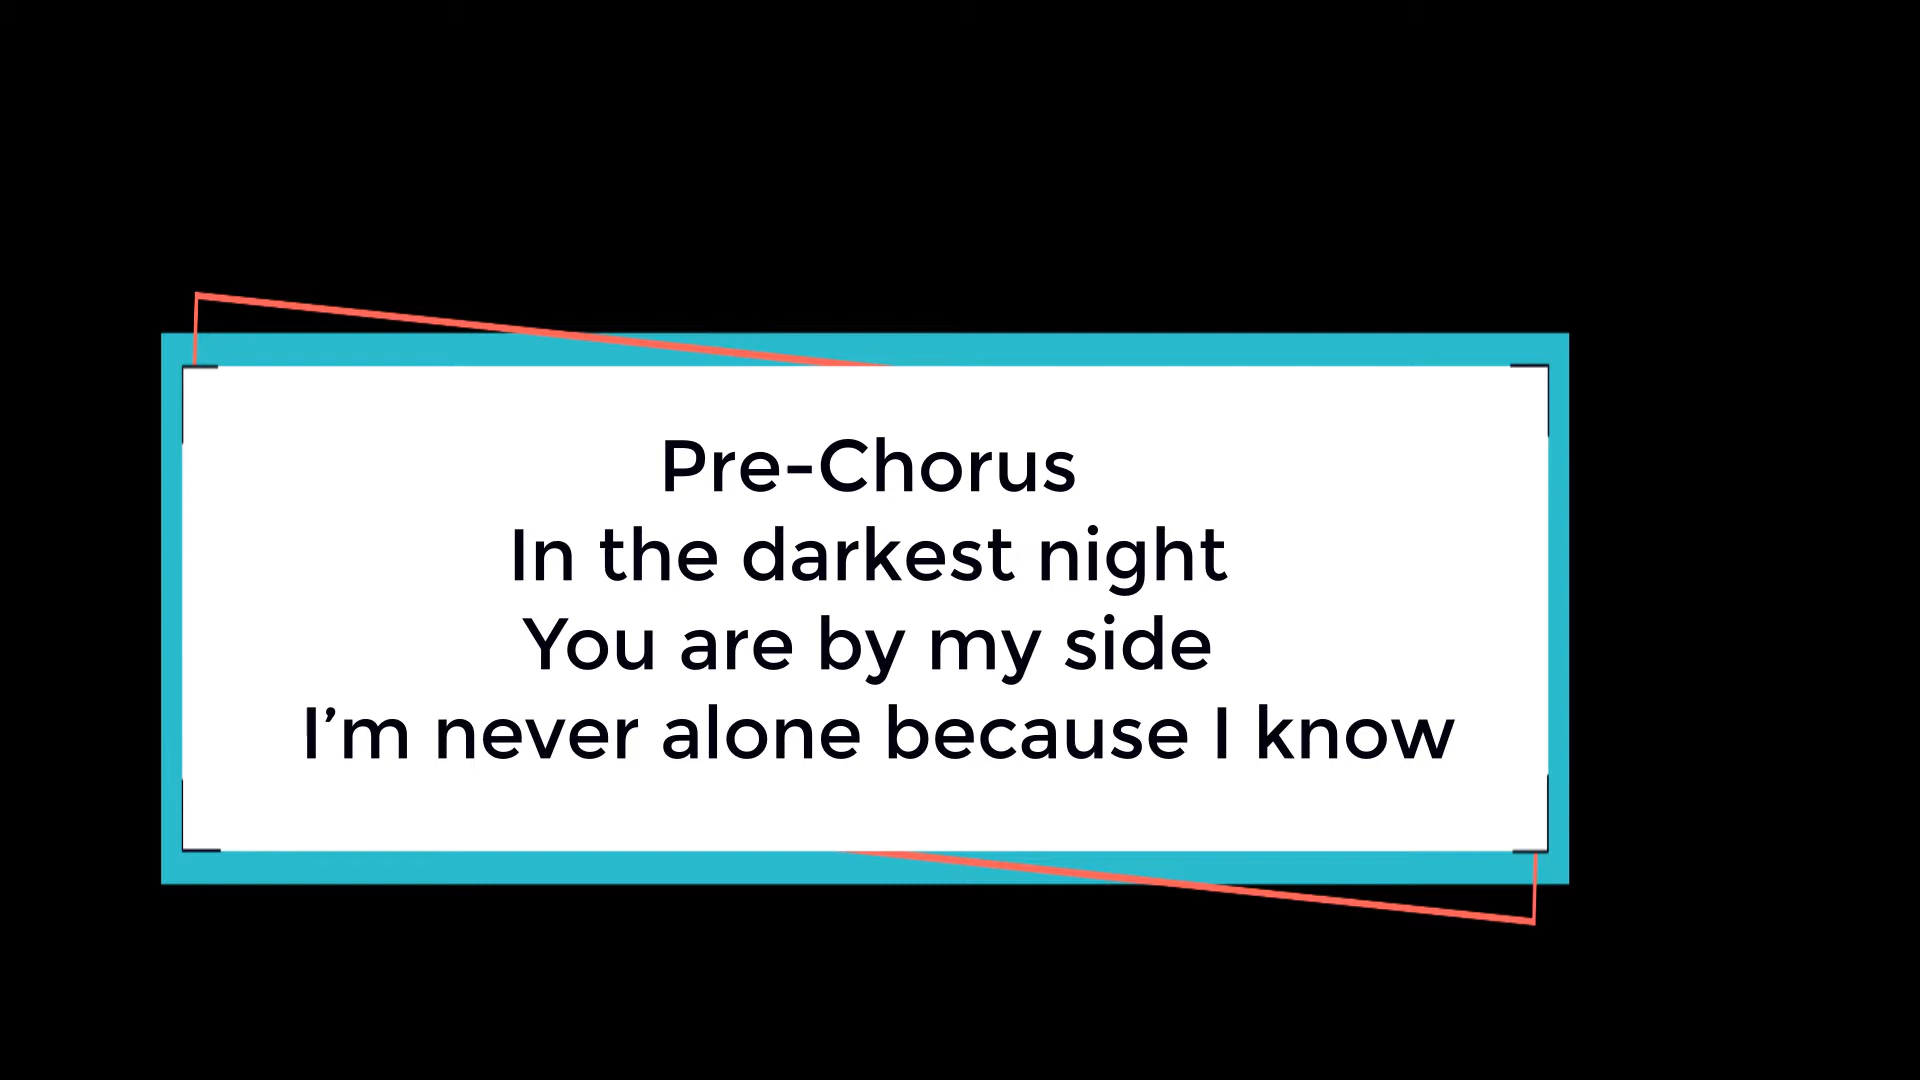 Pre-Chorus
In the darkest night
You are by my side
I’m never alone because I know